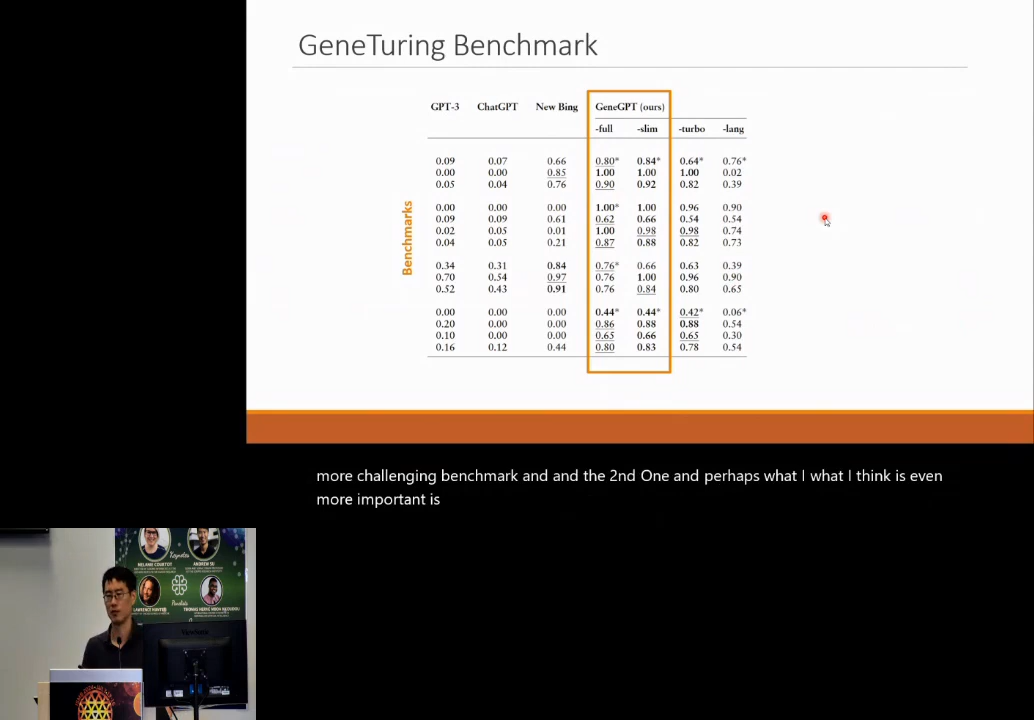 GeneTuring Benchmark
GPT-3 ChatGPT New Bing GeneGPT (ours)
-full -slim -turbo -lang
0.09 0.07 0.66 0.80* 0.84* 0.64* 0.76*
0.00 0.00 0.85 1.00 1.00 1.00 0.02
0.05 0.04 0.76 0.90 0.92 0.82 0.39
0.00 0.00 0.00 1.00* 1.00 0.96 0.90
0.09 0.09 0.61 0.62 0.66 0.54 0.54
0.02 0.05 0.01 1.00 0.98 0.98 0.74
0.04 0.05 0.21 0.87 0.88 0.82 0.73
0.34 0.31 0.84 0.76* 0.66 0.63 0.39
0.70 0.54 0.97 0.76 1.00 0.96 0.90
0.52 0.43 0.91 0.76 0.84 0.80 0.65
0.00 0.00 0.00 0.44* 0.44* 0.42* 0.06*
0.20 0.00 0.00 0.86 0.88 0.88 0.54
0.10 0.00 0.00 0.65 0.66 0.65 0.30
0.16 0.12 0.44 0.80 0.83 0.78 0.54
Benchmarks
more challenging benchmark and and the 2nd One and perhaps what I what I think is even
more important is
Keynotes
MELANIE COURTOT
ANDREW SU
LAWRENCE HUNTER